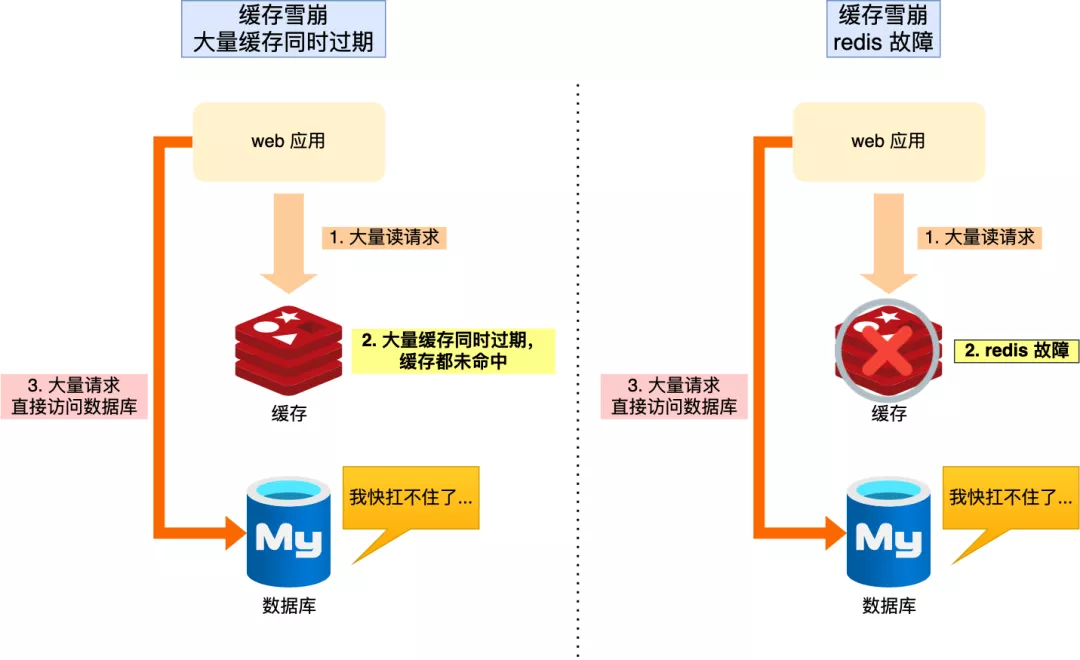 缓存雪崩
大量缓存同时过期
web 应用
1. 大量读请求
2. 大量缓存同时过期，
缓存都未命中
缓存
3. 大量请求
直接访问数据库
我快扛不住了...
My
数据库
缓存雪崩
redis 故障
web 应用
1. 大量读请求
2. redis 故障
缓存
3. 大量请求
直接访问数据库
我快扛不住了...
My
数据库